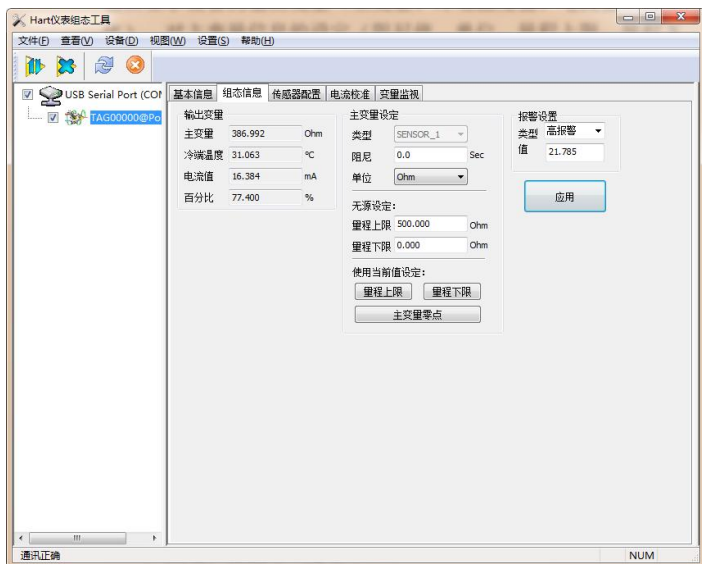 Hart仪表组态工具
文件(F) 查看(V) 设备(D) 视图(W) 设置(S) 帮助(H)
USB Serial Port (COM
TAG00000@Po
基本信息 组态信息 传感器配置 电流校准 变量监视
输出变量
主变量 386.992 Ohm
冷端温度 31.063 ℃
电流值 16.384 mA
百分比 77.400 %
主变量设定
类型 SENSOR_1
阻尼 0.0 Sec
单位 Ohm
无源设定:
量程上限 500.000 Ohm
量程下限 0.000 Ohm
使用当前值设定:
量程上限 量程下限
主变量零点
报警设置
类型 高报警
值 21.785
应用
通讯正确 NUM